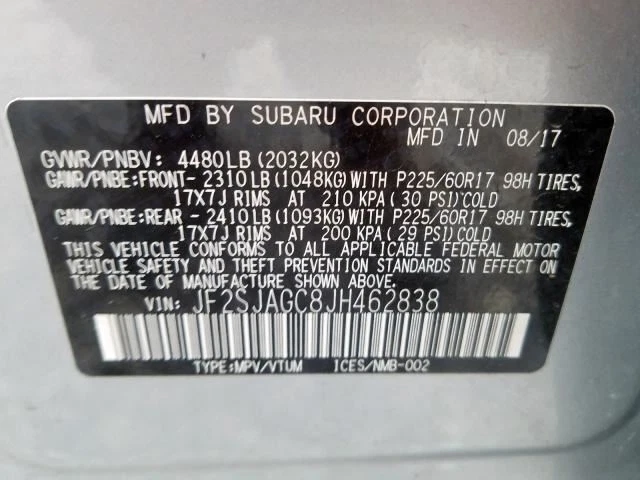 MFD BY SUBARU CORPORATION
MFD IN 08/17
GVWR/PNBV: 4480LB(2032KG)
GAWR/PNBE:FRONT- 2310LB(1048KG)WITH P225/60R17 98H TIRES,
17X7J RIMS AT 210 KPA(30 PSI)COLD
GAWR/PNBE:REAR - 2410LB(1093KG)WITH P225/60R17 98H TIRES,
17X7J RIMS AT 200 KPA(29 PSI)COLD
THIS VEHICLE CONFORMS TO ALL APPLICABLE FEDERAL MOTOR
VEHICLE SAFETY AND THEFT PREVENTION STANDARDS IN EFFECT ON
THE DATE OF MANUFACTURE SHOWN ABOVE.
VIN: JF2SJAGC8JH462838
TYPE:MPV/VTUM ICES/NMB-002